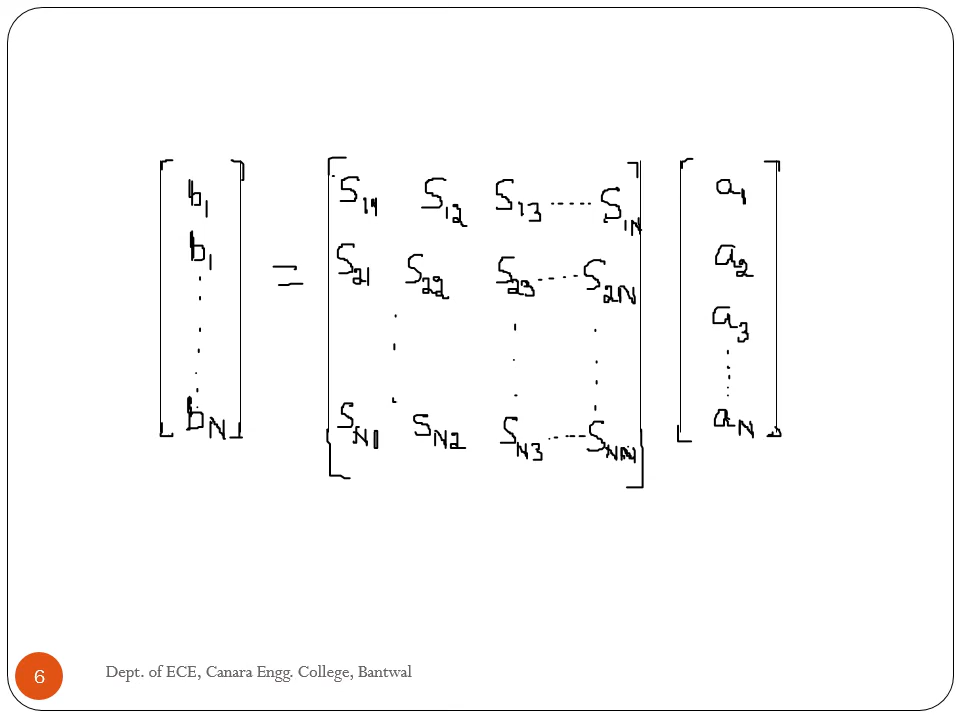 b1 = S11 S12 S13 ------ S1N a1
b1 S21 S22 S23 ------ S2N a2
a3
bN SN1 SN2 SN3 ------ SNN aN
6 Dept. of ECE, Canara Engg. College, Bantwal